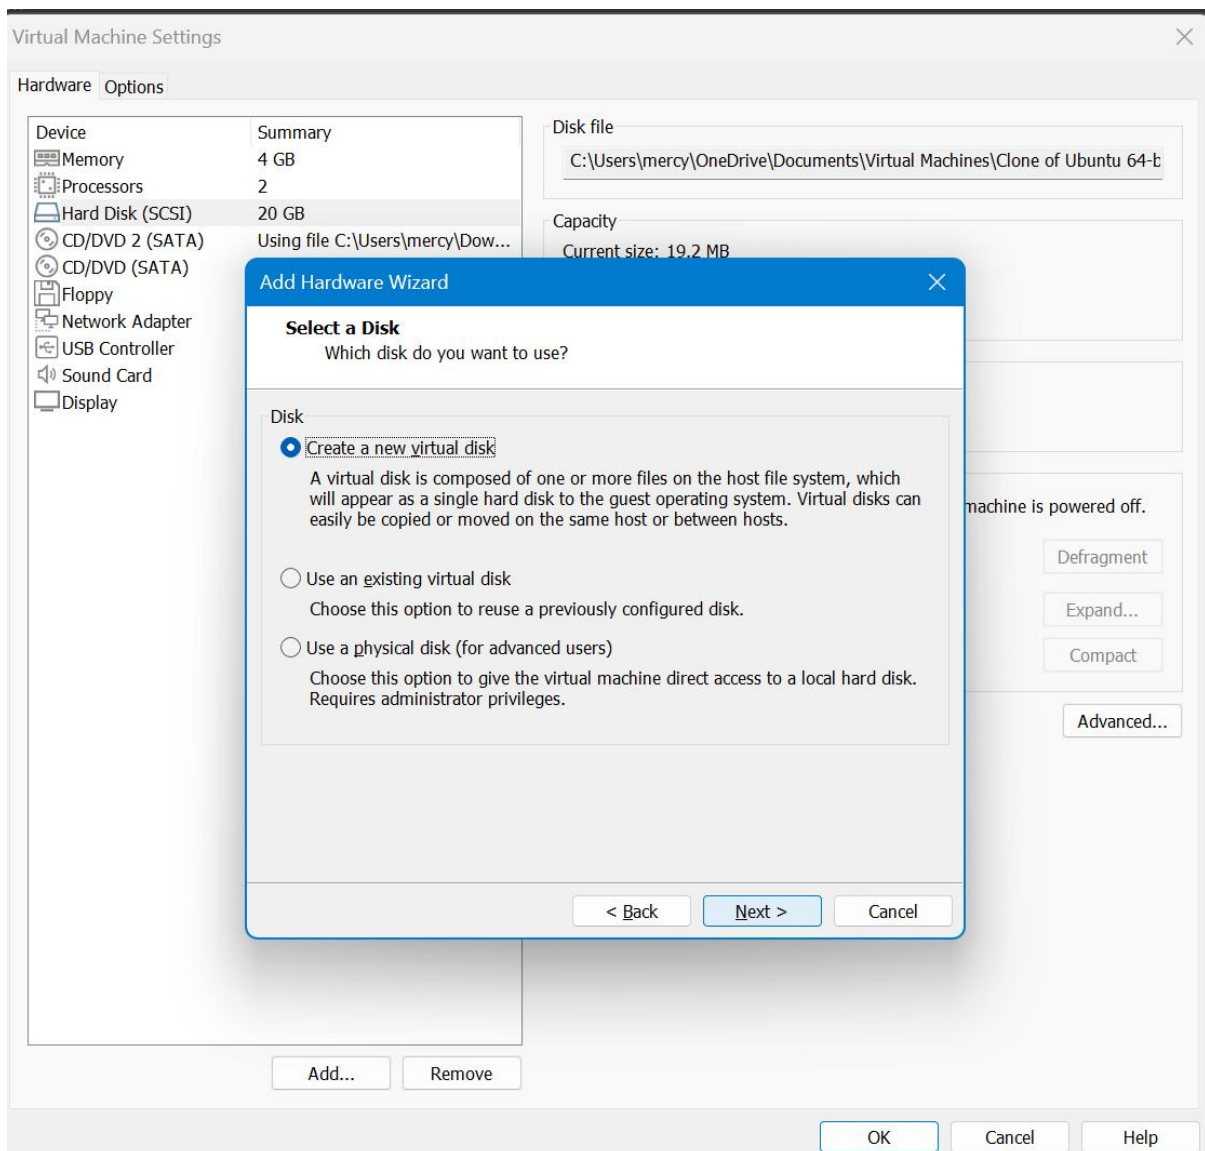 Virtual Machine Settings
Hardware Options
Device Summary
Memory 4 GB
Processors 2
Hard Disk (SCSI) 20 GB
CD/DVD 2 (SATA) Using file C:\Users\mercy\Dow...
CD/DVD (SATA)
Floppy
Network Adapter
USB Controller
Sound Card
Display
Disk file
C:\Users\mercy\OneDrive\Documents\Virtual Machines\Clone of Ubuntu 64-b
Capacity
Current size: 19.2 MB
Add Hardware Wizard
Select a Disk
Which disk do you want to use?
Disk
Create a new virtual disk
A virtual disk is composed of one or more files on the host file system, which
will appear as a single hard disk to the guest operating system. Virtual disks can
easily be copied or moved on the same host or between hosts.
Use an existing virtual disk
Choose this option to reuse a previously configured disk.
Use a physical disk (for advanced users)
Choose this option to give the virtual machine direct access to a local hard disk.
Requires administrator privileges.
< Back Next > Cancel
machine is powered off.
Defragment
Expand...
Compact
Advanced...
Add... Remove
OK Cancel Help